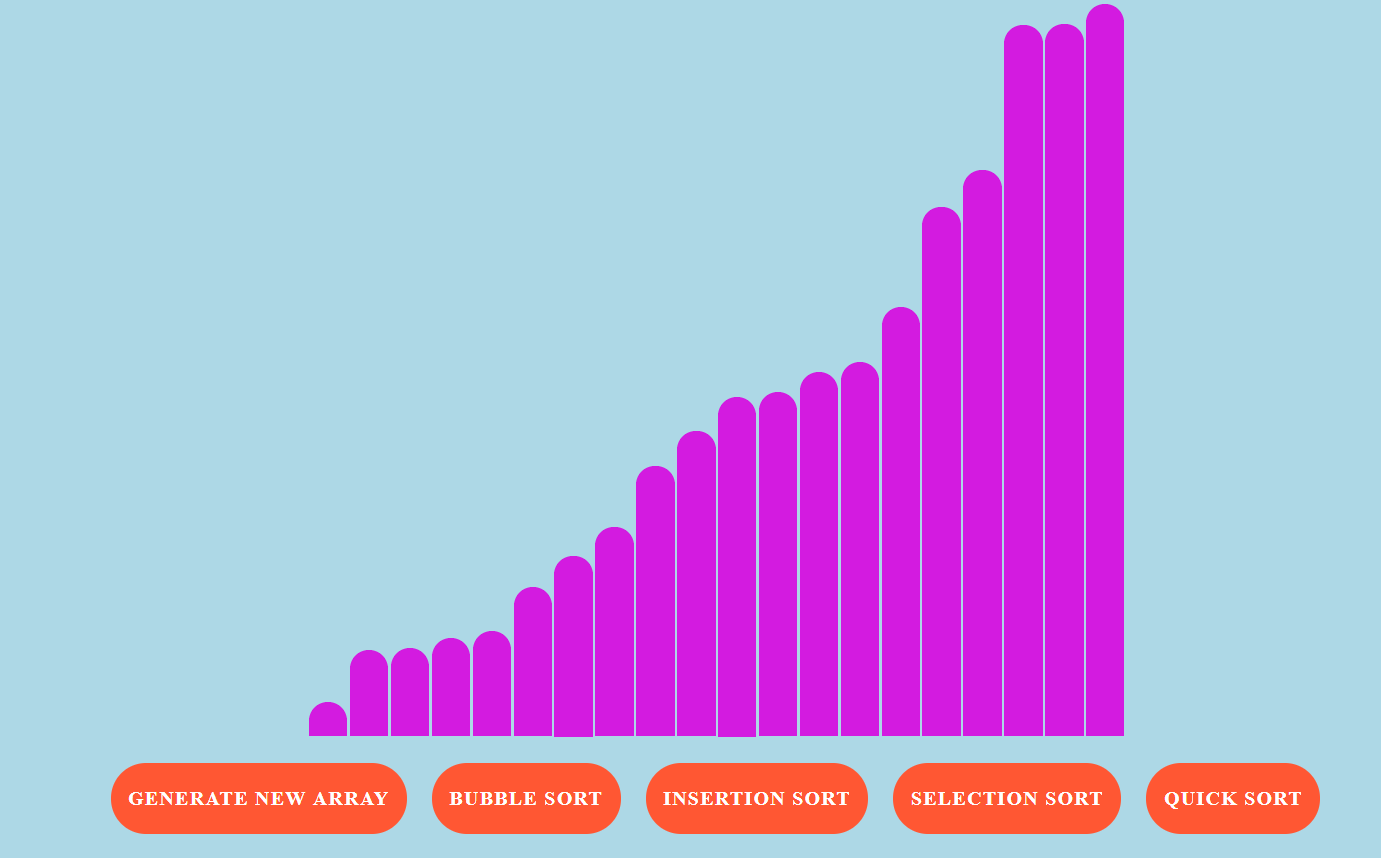 GENERATE NEW ARRAY
BUBBLE SORT
INSERTION SORT
SELECTION SORT
QUICK SORT